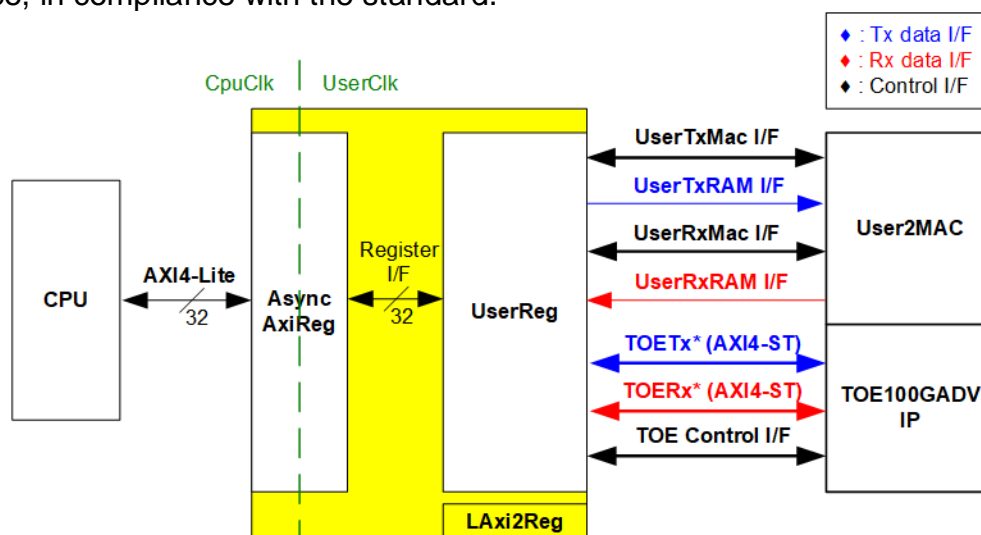 se, in compliance with the standard.
♦ : Tx data I/F
♦ : Rx data I/F
♦ : Control I/F
CpuClk
UserClk
CPU
AXI4-Lite
32
Async
AxiReg
Register
I/F
32
UserReg
LAxi2Reg
UserTxMac I/F
UserTxRAM I/F
UserRxMac I/F
UserRxRAM I/F
TOETx* (AXI4-ST)
TOERx* (AXI4-ST)
TOE Control I/F
User2MAC
TOE100GADV
IP